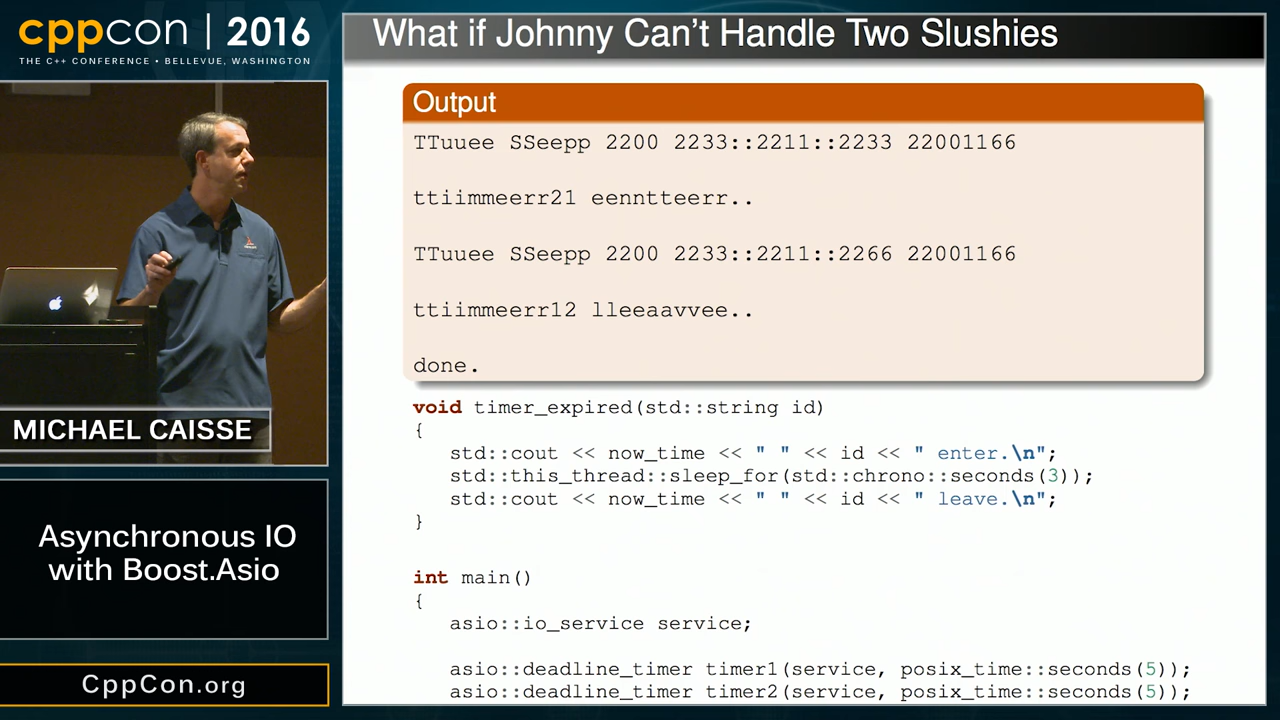 cppcon | 2016
THE C++ CONFERENCE • BELLEVUE, WASHINGTON
What if Johnny Can't Handle Two Slushies
Output
TTuuee SSeepp 2200 2233::2211::2233 22001166
ttiimmeerr21 eenntteerr..
TTuuee SSeepp 2200 2233::2211::2266 22001166
ttiimmeerr12 lleeaavvee..
done.
void timer_expired(std::string id)
{
std::cout << now_time << " " << id << " enter.\n";
std::this_thread::sleep_for(std::chrono::seconds(3));
std::cout << now_time << " " << id << " leave.\n";
}
int main()
{
asio::io_service service;
asio::deadline_timer timer1(service, posix_time::seconds(5));
asio::deadline_timer timer2(service, posix_time::seconds(5));
MICHAEL CAISSE
Asynchronous IO
with Boost.Asio
CppCon.org